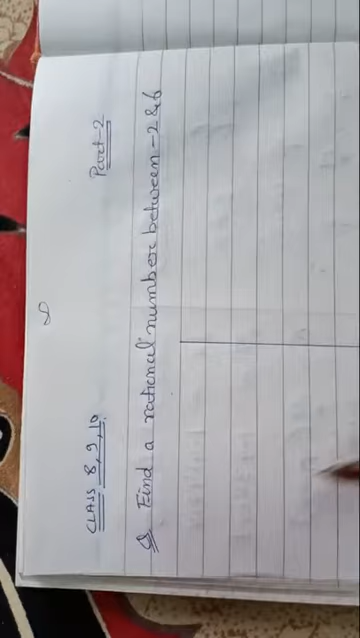 CLASS 8, 9, 10. Part-2
Q Find a rational number between -2 & 6